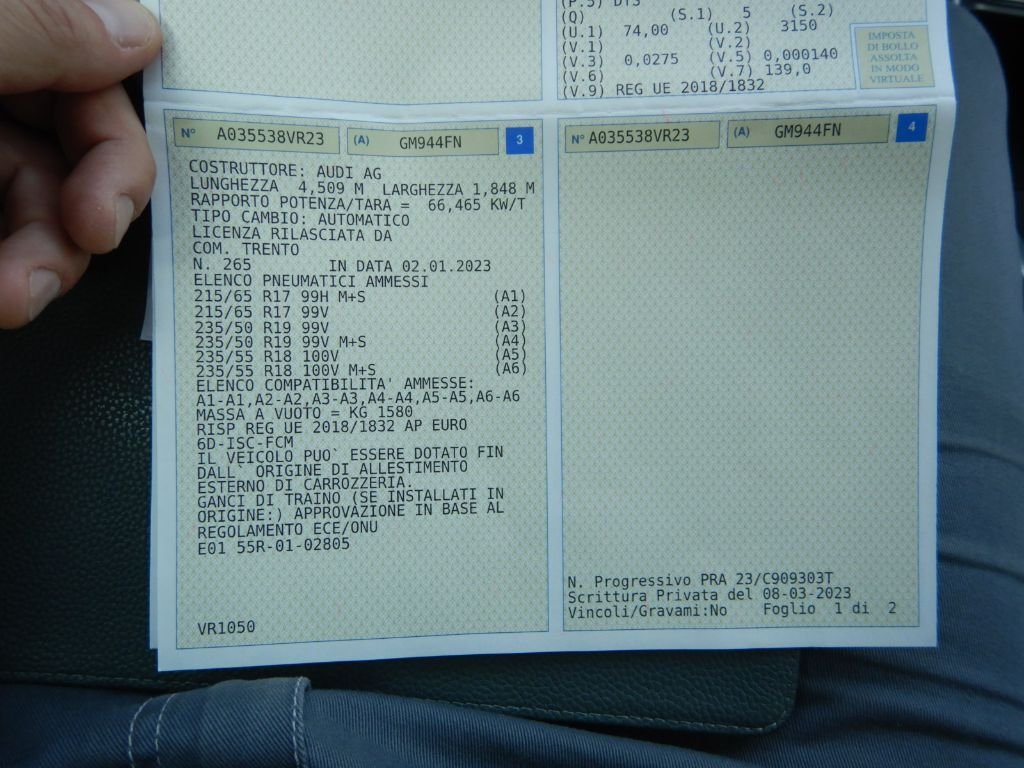 (P.5) DTS
(Q) (S.1) 5 (S.2)
(U.1) 74,00 (U.2) 3150
(V.1) (V.2)
(V.3) 0,0275 (V.5) 0,000140
(V.6) (V.7) 139,0
(V.9) REG UE 2018/1832
IMPOSTA
DI BOLLO
ASSOLTA
IN MODO
VIRTUALE
N° A035538VR23 (A) GM944FN 3
COSTRUTTORE: AUDI AG
LUNGHEZZA 4,509 M LARGHEZZA 1,848 M
RAPPORTO POTENZA/TARA = 66,465 KW/T
TIPO CAMBIO: AUTOMATICO
LICENZA RILASCIATA DA
COM. TRENTO
N. 265 IN DATA 02.01.2023
ELENCO PNEUMATICI AMMESSI
215/65 R17 99H M+S (A1)
215/65 R17 99V (A2)
235/50 R19 99V (A3)
235/50 R19 99V M+S (A4)
235/55 R18 100V (A5)
235/55 R18 100V M+S (A6)
ELENCO COMPATIBILITA' AMMESSE:
A1-A1,A2-A2,A3-A3,A4-A4,A5-A5,A6-A6
MASSA A VUOTO = KG 1580
RISP REG UE 2018/1832 AP EURO
6D-ISC-FCM
IL VEICOLO PUO` ESSERE DOTATO FIN
DALL` ORIGINE DI ALLESTIMENTO
ESTERNO DI CARROZZERIA.
GANCI DI TRAINO (SE INSTALLATI IN
ORIGINE:) APPROVAZIONE IN BASE AL
REGOLAMENTO ECE/ONU
E01 55R-01-02805
VR1050
N° A035538VR23 (A) GM944FN 4
N. Progressivo PRA 23/C909303T
Scrittura Privata del 08-03-2023
Vincoli/Gravami:No Foglio 1 di 2